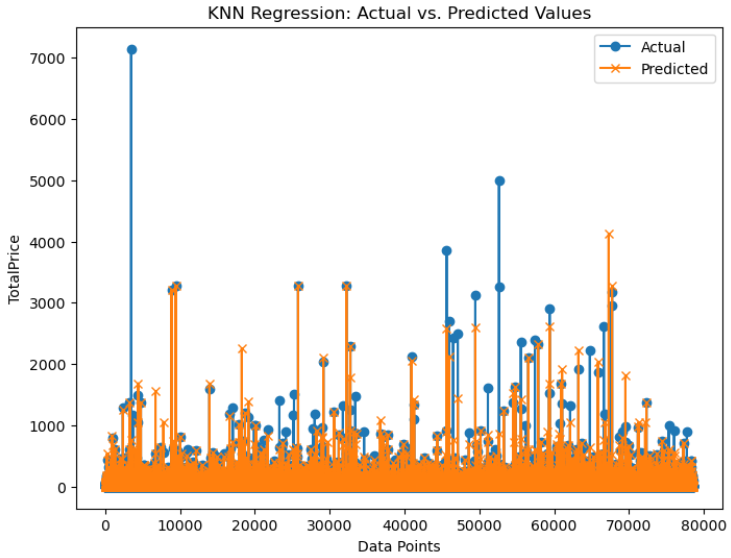 KNN Regression: Actual vs. Predicted Values
Actual
Predicted
TotalPrice
7000
6000
5000
4000
3000
2000
1000
0
0 10000 20000 30000 40000 50000 60000 70000 80000
Data Points